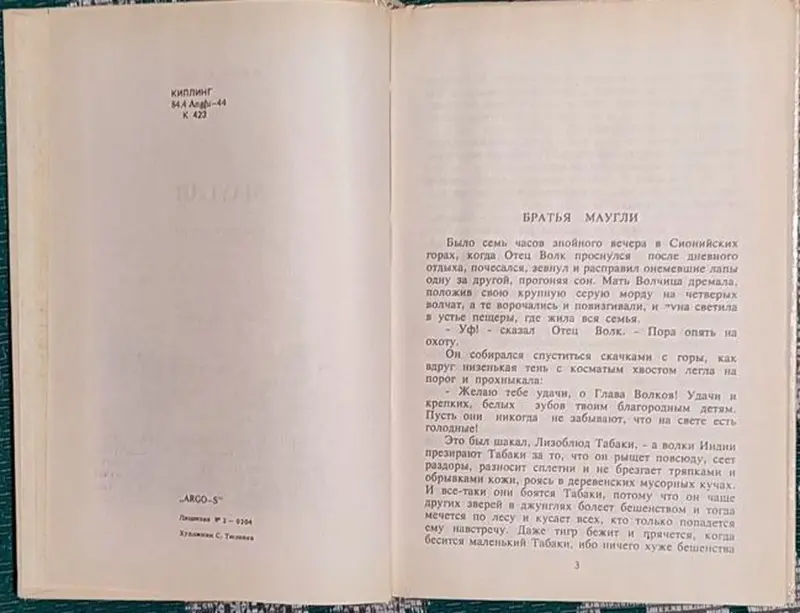 КИПЛИНГ
84.4 Angfu—44
К 423
„ARGO—S“
Лицензия № 2 — 0204
Художник С. Тюленев
БРАТЬЯ МАУГЛИ
Было семь часов знойного вечера в Сионийских
горах, когда Отец Волк проснулся после дневного
отдыха, почесался, зевнул и расправил онемевшие лапы
одну за другой, прогоняя сон. Мать Волчица дремала,
положив свою крупную серую морду на четверых
волчат, а те ворочались и повизгивали, и луна светила
в устье пещеры, где жила вся семья.
- Уф! - сказал Отец Волк. - Пора опять на
охоту.
Он собирался спуститься скачками с горы, как
вдруг низенькая тень с косматым хвостом легла на
порог и прохныкала:
- Желаю тебе удачи, о Глава Волков! Удачи и
крепких, белых зубов твоим благородным детям.
Пусть они никогда не забывают, что на свете есть
голодные!
Это был шакал, Лизоблюд Табаки, - а волки Индии
презирают Табаки за то, что он рыщет повсюду, сеет
раздоры, разносит сплетни и не брезгает тряпками и
обрывками кожи, роясь в деревенских мусорных кучах.
И все-таки они боятся Табаки, потому что он чаще
других зверей в джунглях болеет бешенством и тогда
мечется по лесу и кусает всех, кто только попадется
ему навстречу. Даже тигр бежит и прячется, когда
бесится маленький Табаки, ибо ничего хуже бешенства
3